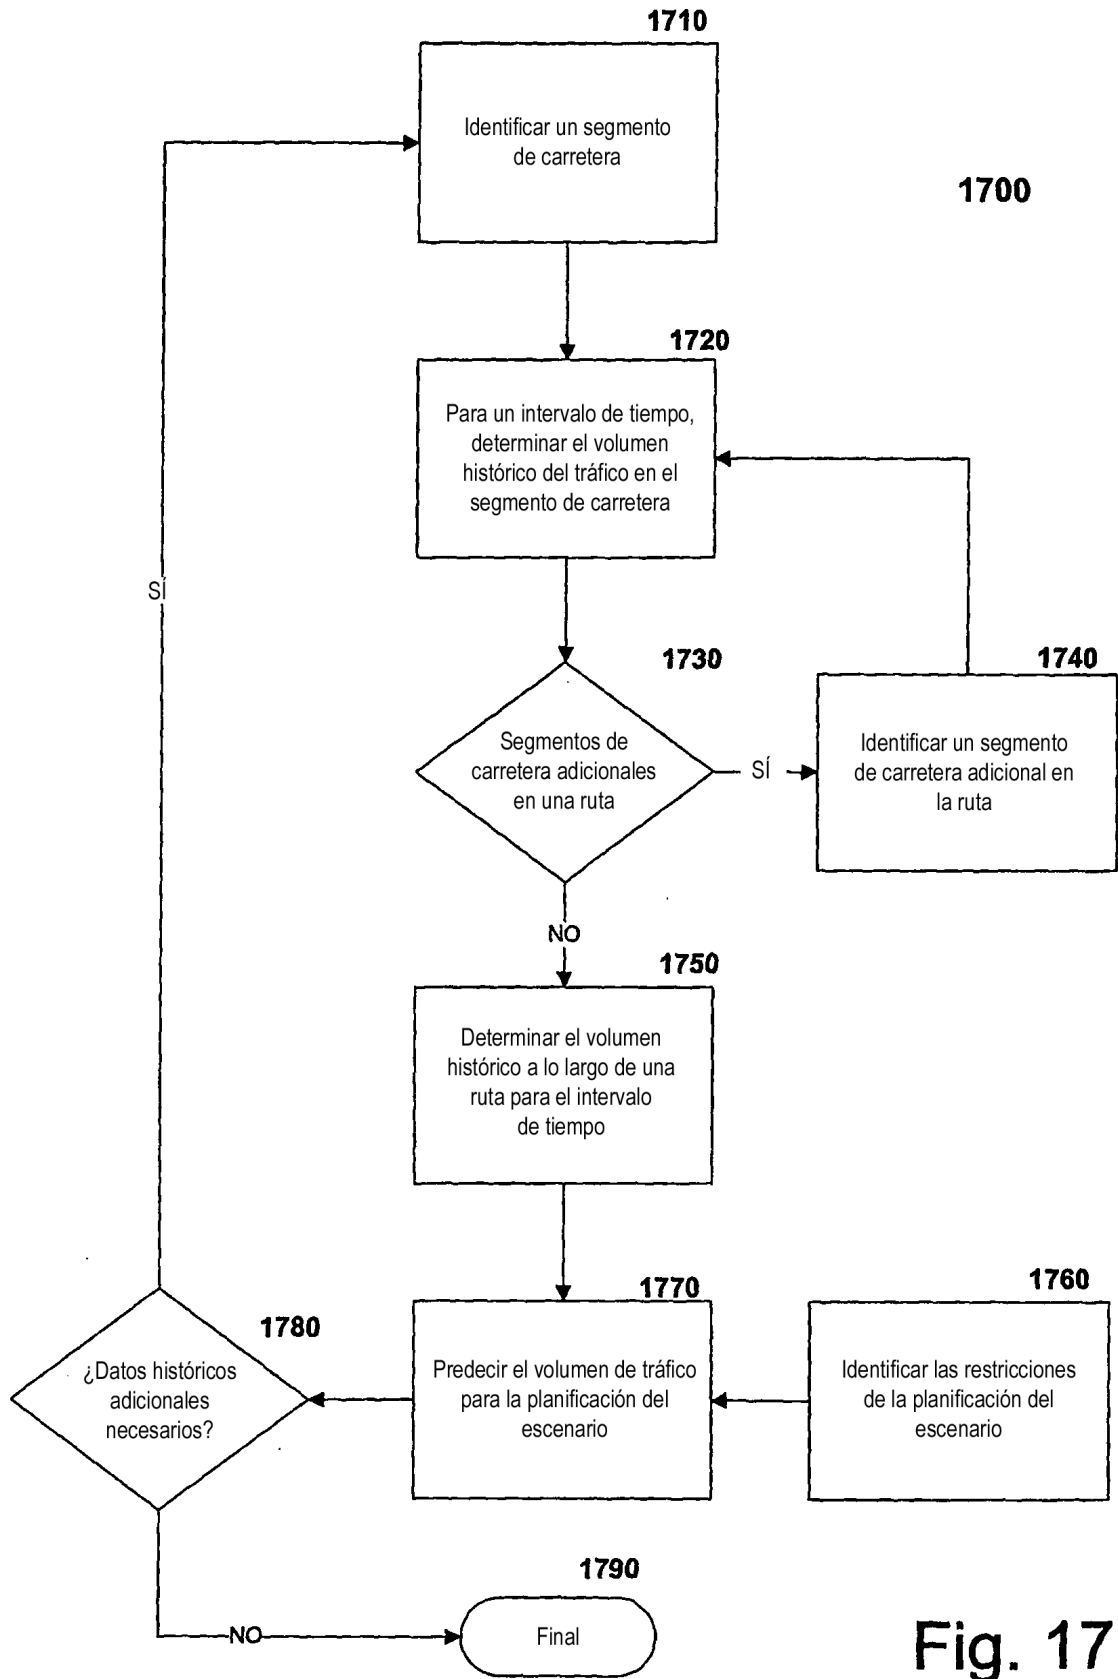 1710
Identificar un segmento
de carretera
1700
1720
Para un intervalo de tiempo,
determinar el volumen
histórico del tráfico en el
segmento de carretera
SÍ
1730
Segmentos de
carretera adicionales
en una ruta
SÍ
1740
Identificar un segmento
de carretera adicional en
la ruta
NO
1750
Determinar el volumen
histórico a lo largo de una
ruta para el intervalo
de tiempo
1760
Identificar las restricciones
de la planificación del
escenario
1770
Predecir el volumen de tráfico
para la planificación del
escenario
1780
¿Datos históricos
adicionales
necesarios?
NO
1790
Final
Fig. 17